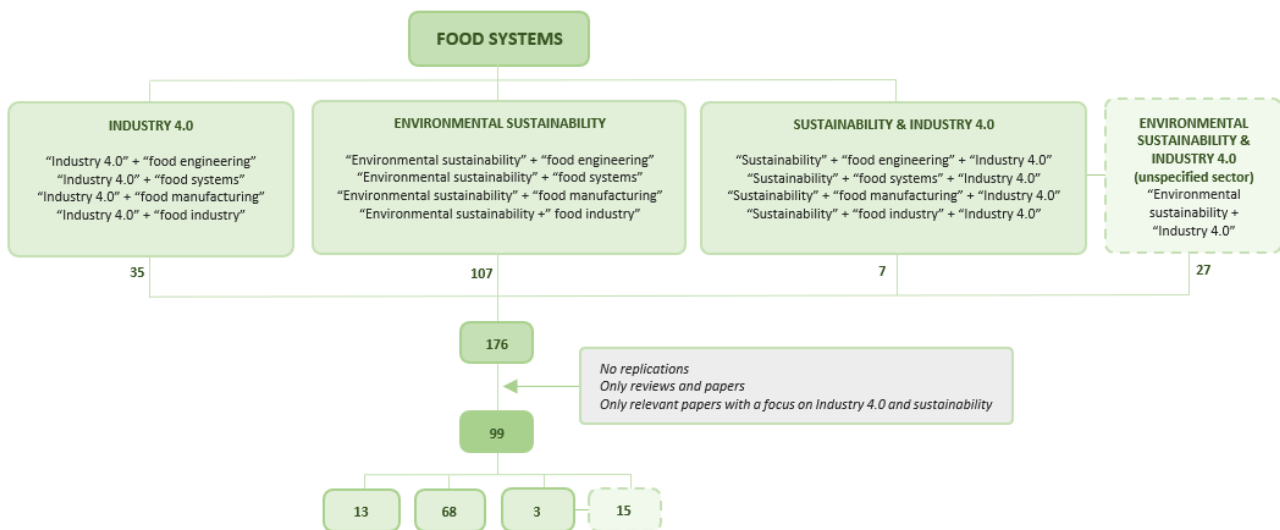 FOOD SYSTEMS
INDUSTRY 4.0
“Industry 4.0” + “food engineering”
“Industry 4.0” + “food systems”
“Industry 4.0” + “food manufacturing”
“Industry 4.0” + “food industry”
ENVIRONMENTAL SUSTAINABILITY
“Environmental sustainability” + “food engineering”
“Environmental sustainability” + “food systems”
“Environmental sustainability” + “food manufacturing”
“Environmental sustainability +” food industry”
SUSTAINABILITY & INDUSTRY 4.0
“Sustainability” + “food engineering” + “Industry 4.0”
“Sustainability” + “food systems” + “Industry 4.0”
“Sustainability” + “food manufacturing” + “Industry 4.0”
“Sustainability” + “food industry” + “Industry 4.0”
ENVIRONMENTAL
SUSTAINABILITY &
INDUSTRY 4.0
(unspecified sector)
“Environmental
sustainability +
“Industry 4.0”
35
107
7
27
176
No replications
Only reviews and papers
Only relevant papers with a focus on Industry 4.0 and sustainability
99
13
68
3
15